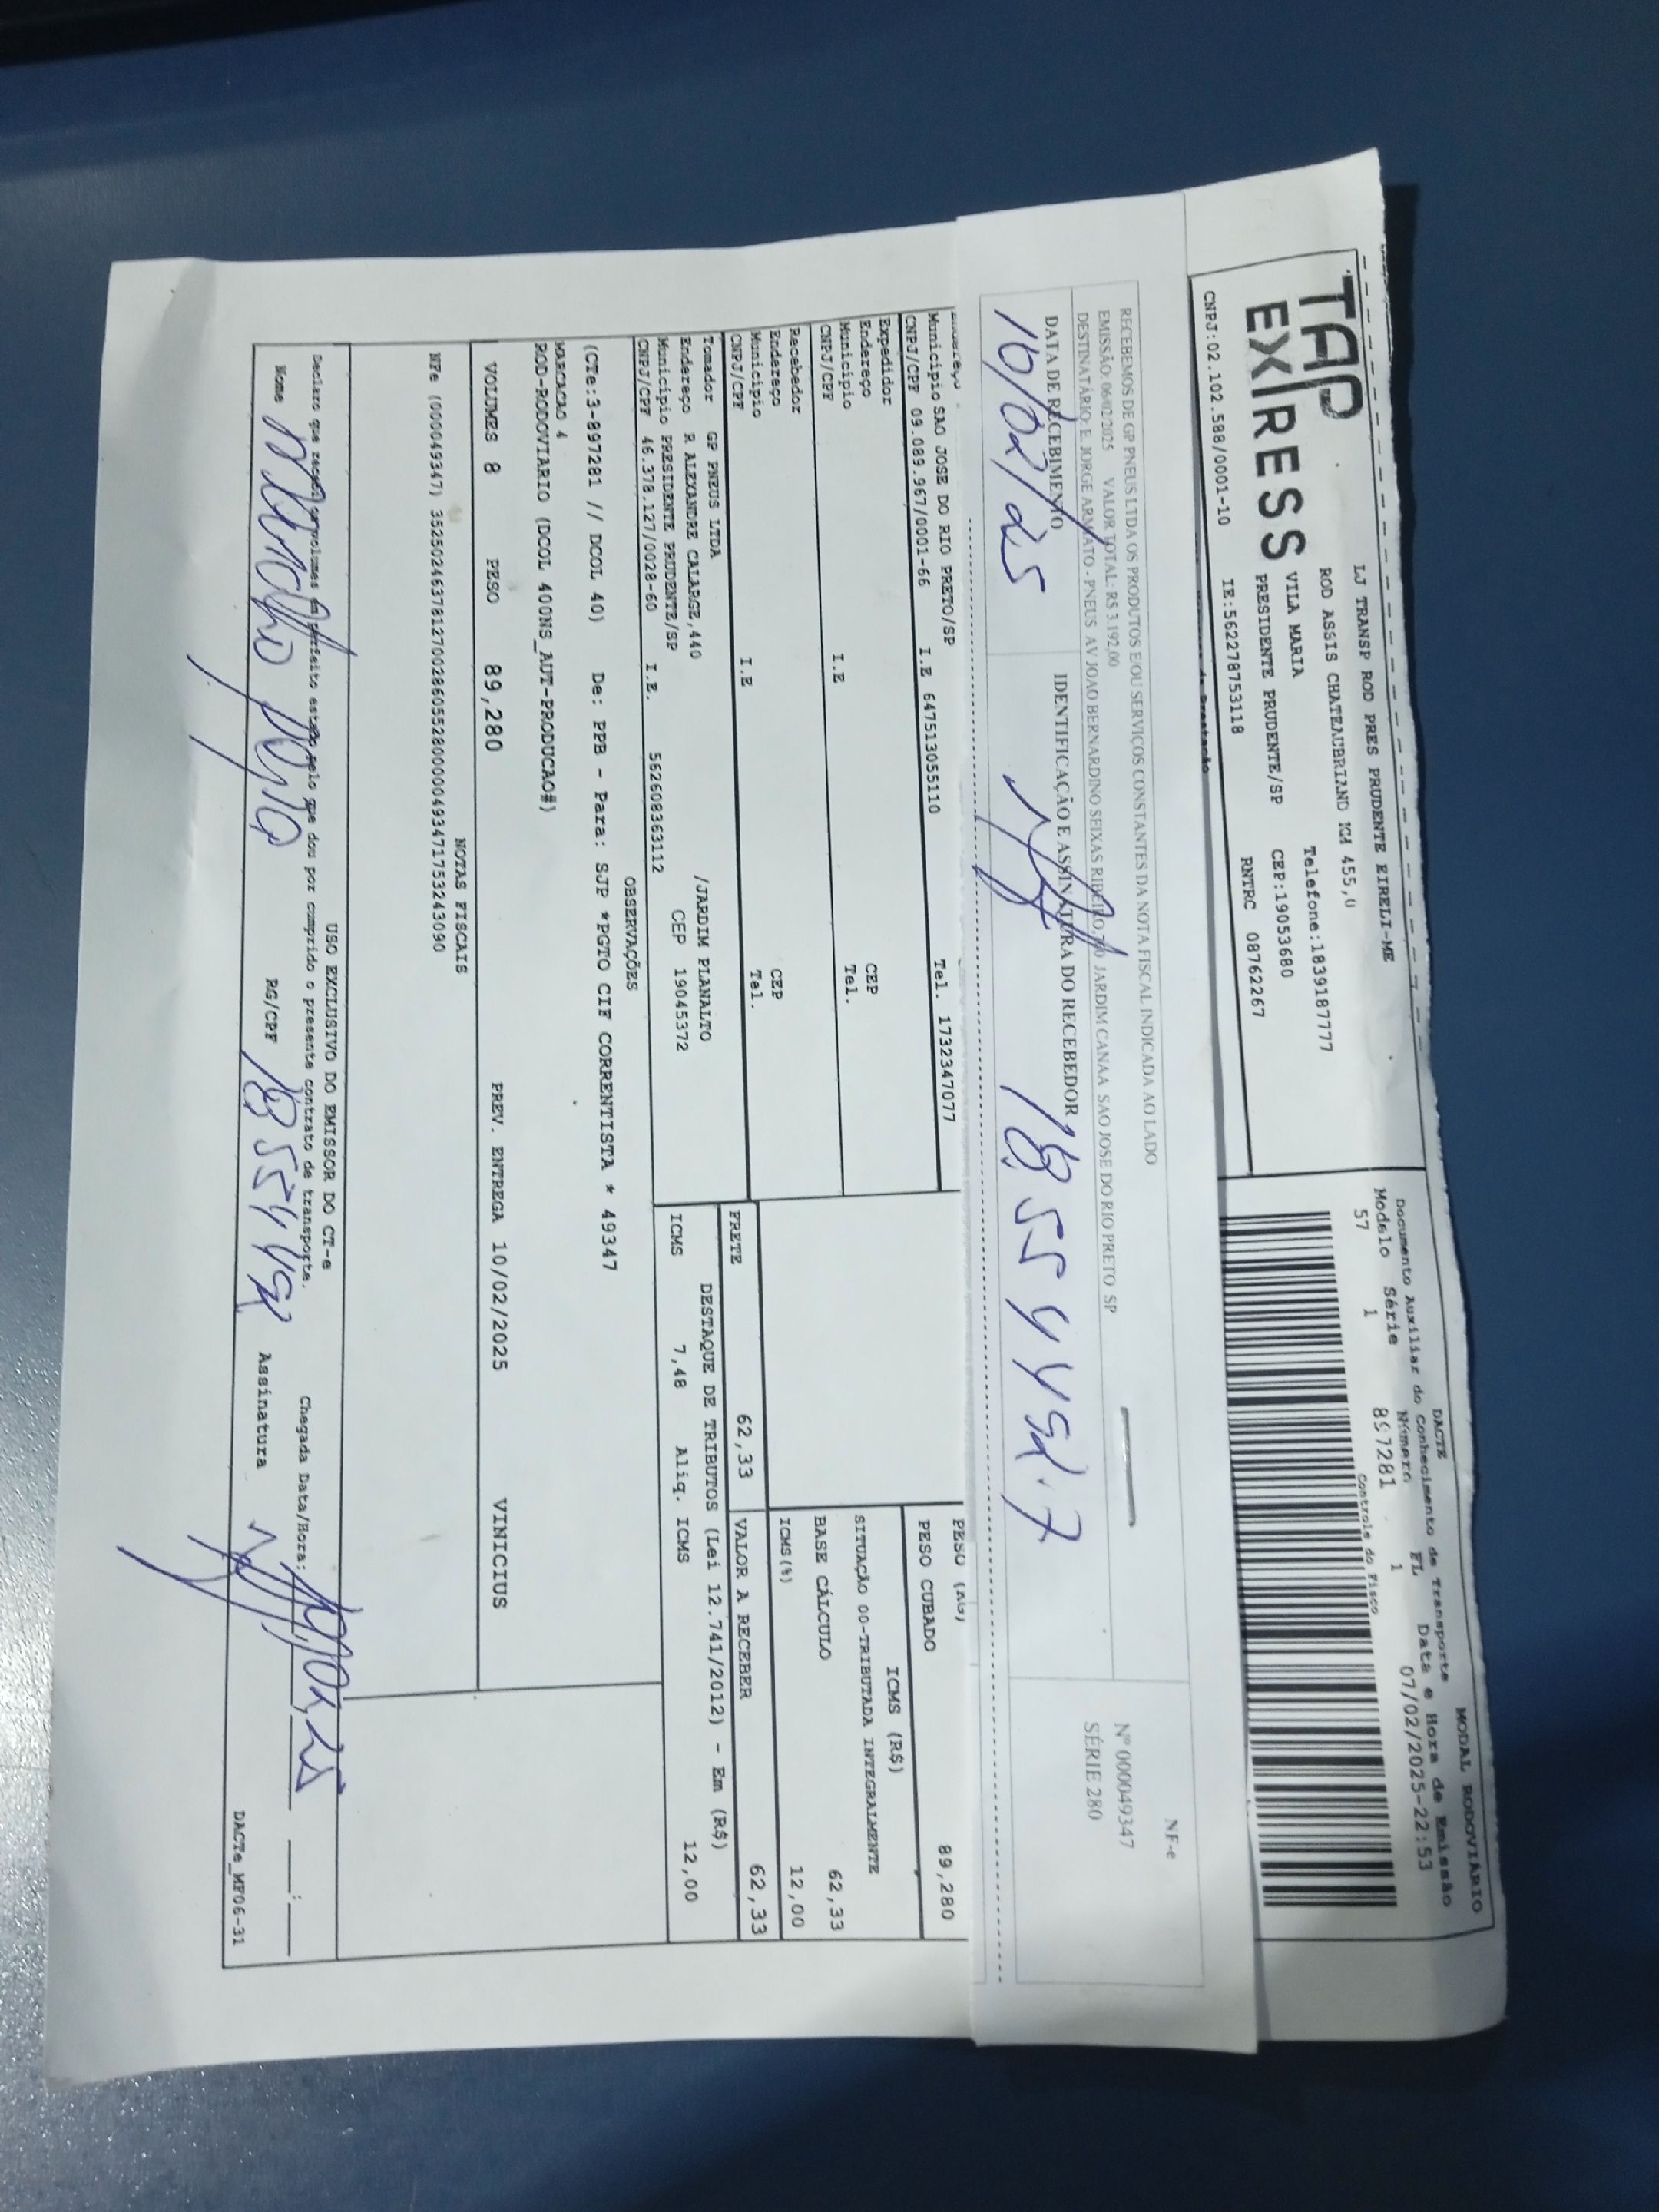 TAP
EXPRESS
LJ TRANSP ROD PRES PRUDENTE EIRELI-ME
ROD ASSIS CHATEAUBRIAND KM 455,0
VILA MARIA Telefone:1839187777
PRESIDENTE PRUDENTE/SP CEP:19053680
CNPJ:02.102.588/0001-10 IE:562278753118 RNTRC 08762267
MODAL RODOVIÁRIO
DACTE
Documento Auxiliar do Conhecimento de Transporte
Modelo Série Número FL Data e Hora de Emissão
57 1 897281 1 07/02/2025-22:53
Controle do Fisco
RECEBEMOS DE GP PNEUS LTDA OS PRODUTOS E/OU SERVIÇOS CONSTANTES DA NOTA FISCAL INDICADA AO LADO
EMISSÃO: 06/02/2025 VALOR TOTAL: R$ 3.192,00
DESTINATÁRIO: E. JORGE ARMATO - PNEUS AV JOAO BERNARDINO SEIXAS RIBEIRO, JARDIM CANAA SAO JOSE DO RIO PRETO SP
DATA DE RECEBIMENTO IDENTIFICAÇÃO E ASSINATURA DO RECEBEDOR
10/02/25 18 554492.7
NF-e
Nº 000049347
SÉRIE 280
Município SAO JOSE DO RIO PRETO/SP Tel. 1732347077
CNPJ/CPF 09.089.967/0001-66 I.E 647513055110
Expedidor
Endereço CEP
Município Tel.
CNPJ/CPF I.E
Recebedor
Endereço CEP
Município Tel.
CNPJ/CPF I.E
Tomador GP PNEUS LTDA
Endereço R ALEXANDRE CALARGE,440 /JARDIM PLANALTO
Município PRESIDENTE PRUDENTE/SP CEP 19045372
CNPJ/CPF 46.378.127/0028-60 I.E. 562608363112
PESO (KG) 89,280
PESO CUBADO
ICMS (R$)
SITUAÇÃO 00-TRIBUTADA INTEGRALMENTE
BASE CÁLCULO 62,33
ICMS(%) 12,00
FRETE 62,33 VALOR A RECEBER 62,33
DESTAQUE DE TRIBUTOS (Lei 12.741/2012) - Em (R$)
ICMS 7,48 Aliq. ICMS 12,00
OBSERVAÇÕES
(CTe:3-897281 // DCOL 40) De: PPB - Para: SJP *PGTO CIF CORRENTISTA * 49347
MARCACAO 4
ROD-RODOVIARIO (DCOL 400NS_AUT-PRODUCAO#)
VOLUMES 8 PESO 89,280 PREV. ENTREGA 10/02/2025 VINICIUS
NOTAS FISCAIS
NFe (000049347) 35250246378127002860552800000493471753243090
USO EXCLUSIVO DO EMISSOR DO CT-e
Declaro que recebi os volumes em perfeito estado pelo que dou por cumprido o presente contrato de transporte.
Chegada Data/Hora: 10/02/25 __:__
Nome RG/CPF 18 554492 Assinatura
DACTe_MF06-31